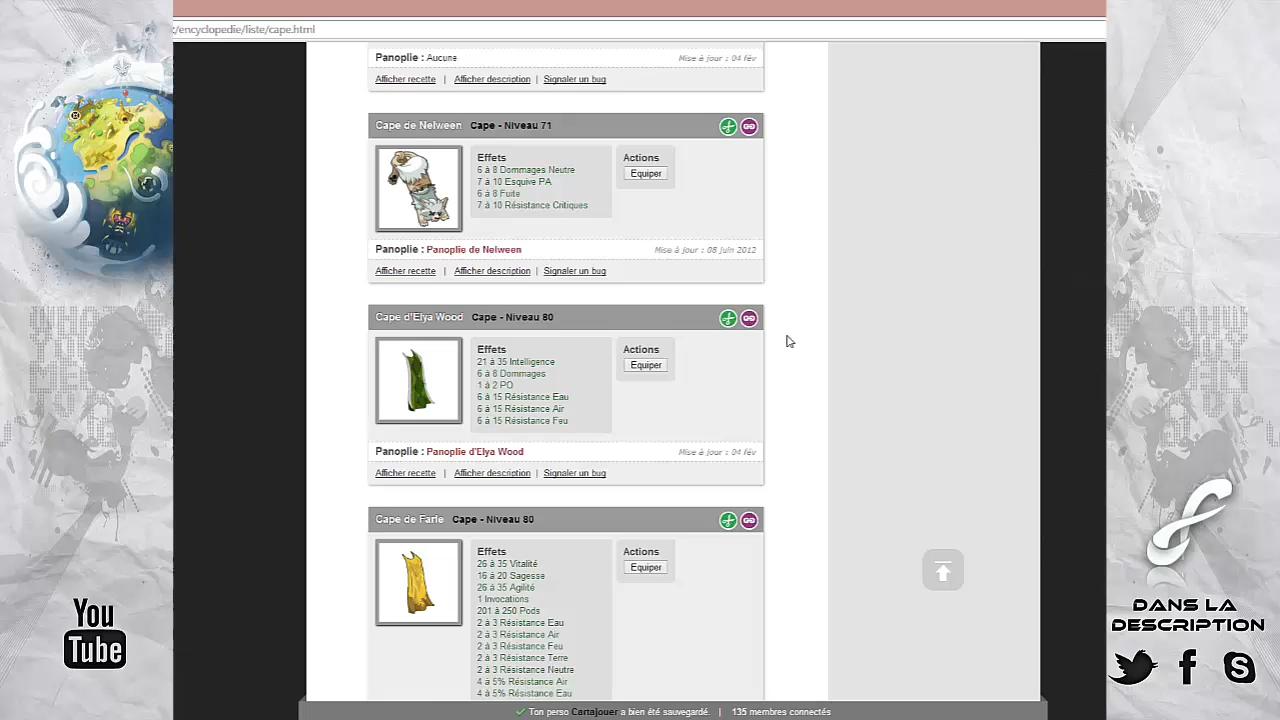 /encyclopedie/liste/cape.html
Panoplie : Aucune
Mise à jour : 04 fév
Afficher recette | Afficher description | Signaler un bug
Cape de Nelween Cape - Niveau 71
Effets
6 à 8 Dommages Neutre
7 à 10 Esquive PA
6 à 8 Fuite
7 à 10 Résistance Critiques
Actions
Equiper
Panoplie : Panoplie de Nelween
Mise à jour : 08 juin 2012
Afficher recette | Afficher description | Signaler un bug
Cape d'Elya Wood Cape - Niveau 80
Effets
21 à 35 Intelligence
6 à 8 Dommages
1 à 2 PO
6 à 15 Résistance Eau
6 à 15 Résistance Air
6 à 15 Résistance Feu
Actions
Equiper
Panoplie : Panoplie d'Elya Wood
Mise à jour : 04 fév
Afficher recette | Afficher description | Signaler un bug
Cape de Farle Cape - Niveau 80
Effets
26 à 35 Vitalité
16 à 20 Sagesse
26 à 35 Agilité
1 Invocations
201 à 250 Pods
2 à 3 Résistance Eau
2 à 3 Résistance Air
2 à 3 Résistance Feu
2 à 3 Résistance Terre
2 à 3 Résistance Neutre
4 à 5% Résistance Air
4 à 5% Résistance Eau
Actions
Equiper
Ton perso Cartajouer a bien été sauvegardé. | 135 membres connectés
You
Tube
DANS LA
DESCRIPTION